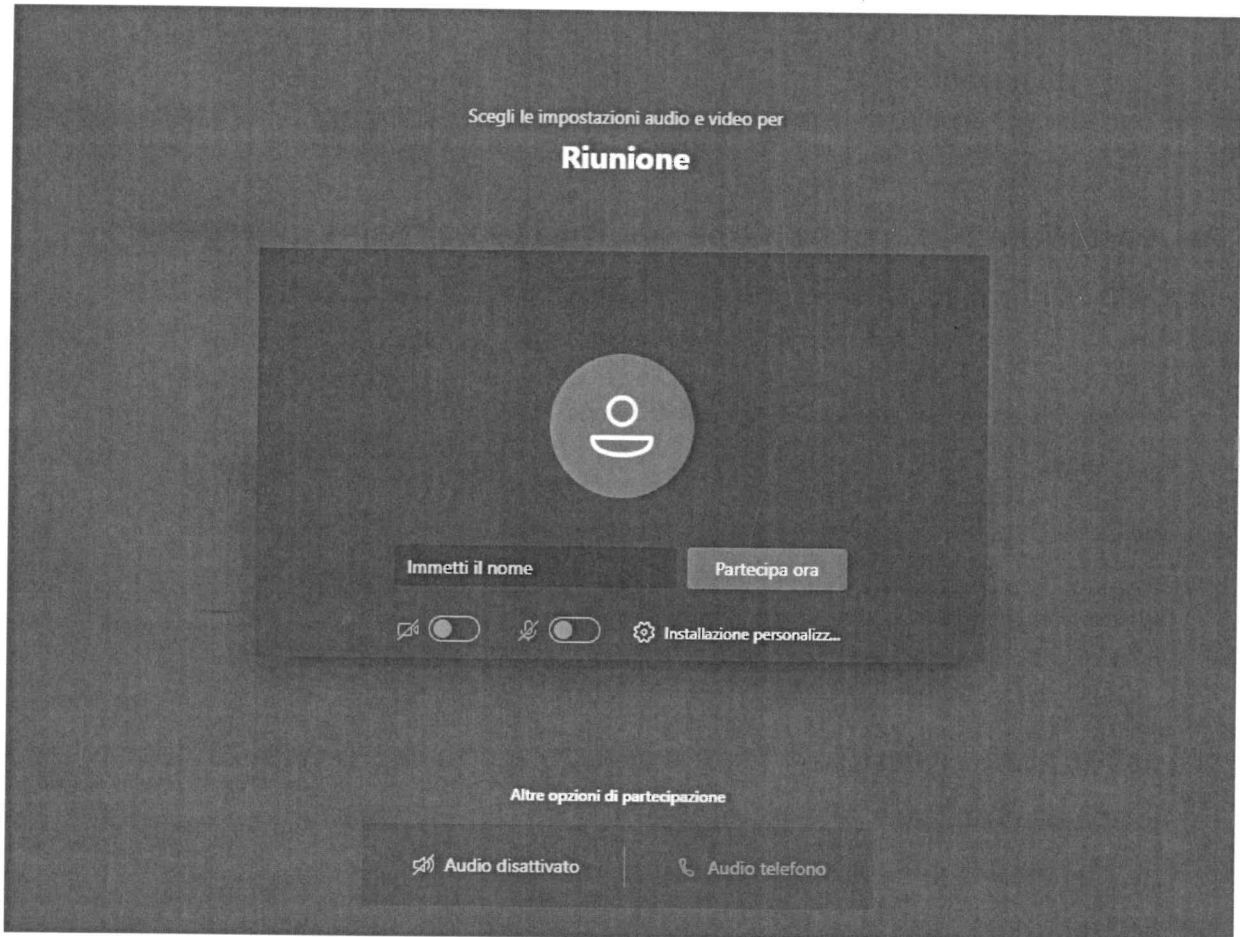 Scegli le impostazioni audio e video per
Riunione
Immetti il nome
Partecipa ora
Installazione personalizz...
Altre opzioni di partecipazione
Audio disattivato
Audio telefono